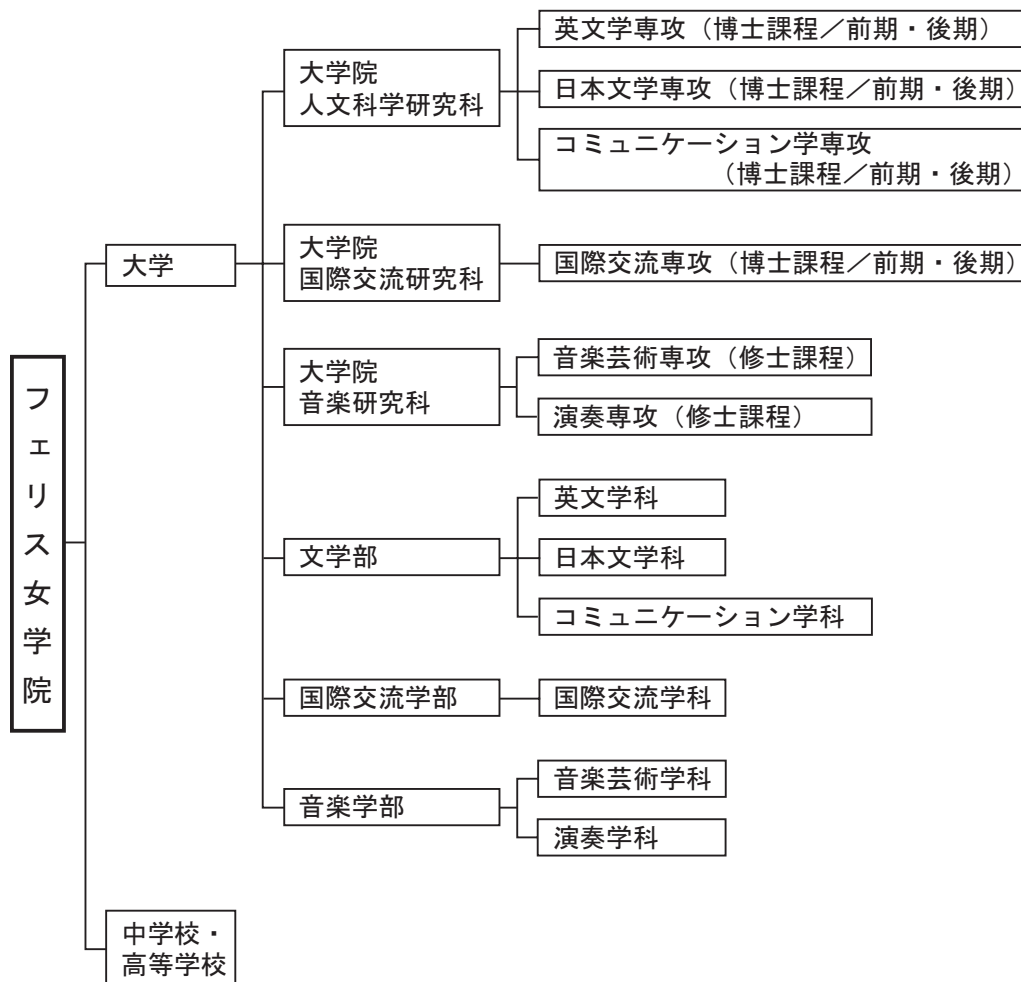 フェリス女学院
大学
大学院
人文科学研究科
英文学専攻（博士課程／前期・後期）
日本文学専攻（博士課程／前期・後期）
コミュニケーション学専攻
（博士課程／前期・後期）
大学院
国際交流研究科
国際交流専攻（博士課程／前期・後期）
大学院
音楽研究科
音楽芸術専攻（修士課程）
演奏専攻（修士課程）
文学部
英文学科
日本文学科
コミュニケーション学科
国際交流学部
国際交流学科
音楽学部
音楽芸術学科
演奏学科
中学校・
高等学校